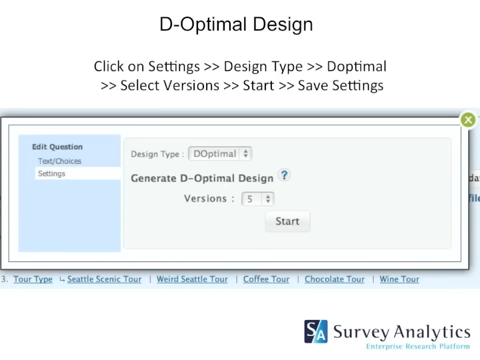 D-Optimal Design
Click on Settings >> Design Type >> Doptimal
>> Select Versions >> Start >> Save Settings
Edit Question
Text/Choices
Settings
Design Type : DOptimal
Generate D-Optimal Design ?
Versions : 5
Start
3. Tour Type Seattle Scenic Tour | Weird Seattle Tour | Coffee Tour | Chocolate Tour | Wine Tour
SA Survey Analytics
Enterprise Research Platform